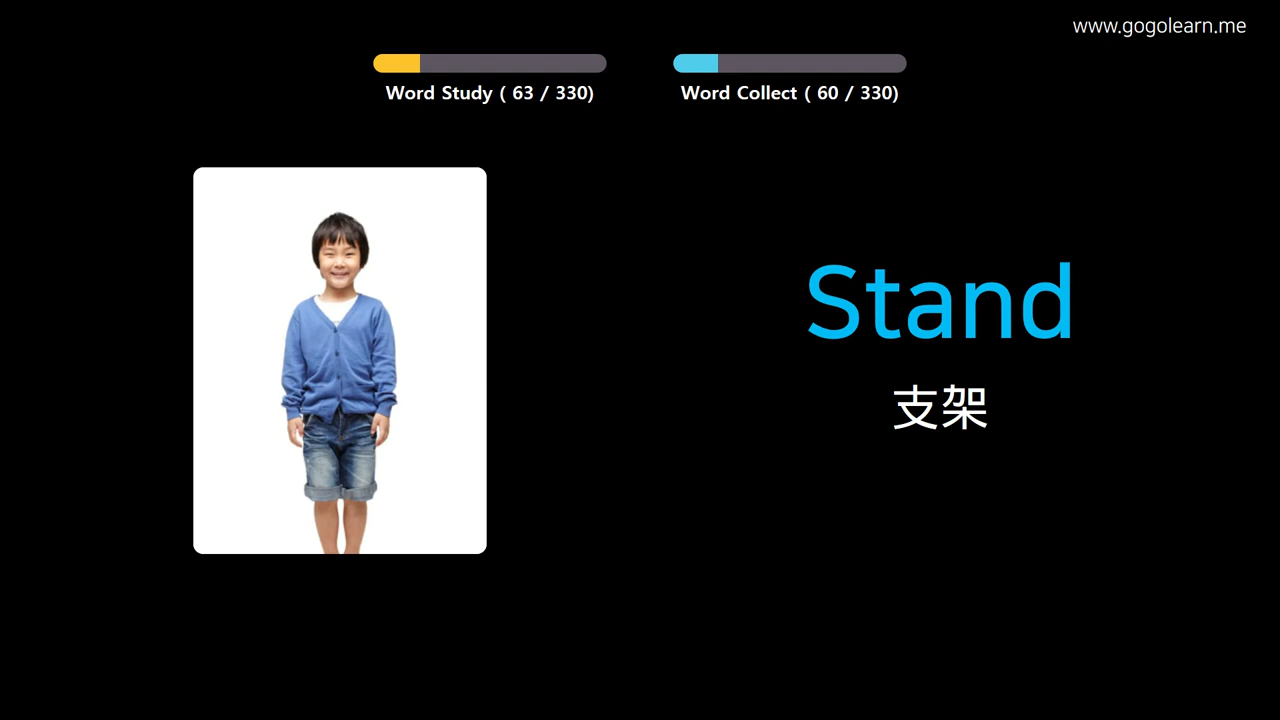 www.gogolearn.me
Word Study ( 63 / 330)
Word Collect ( 60 / 330)
Stand
支架